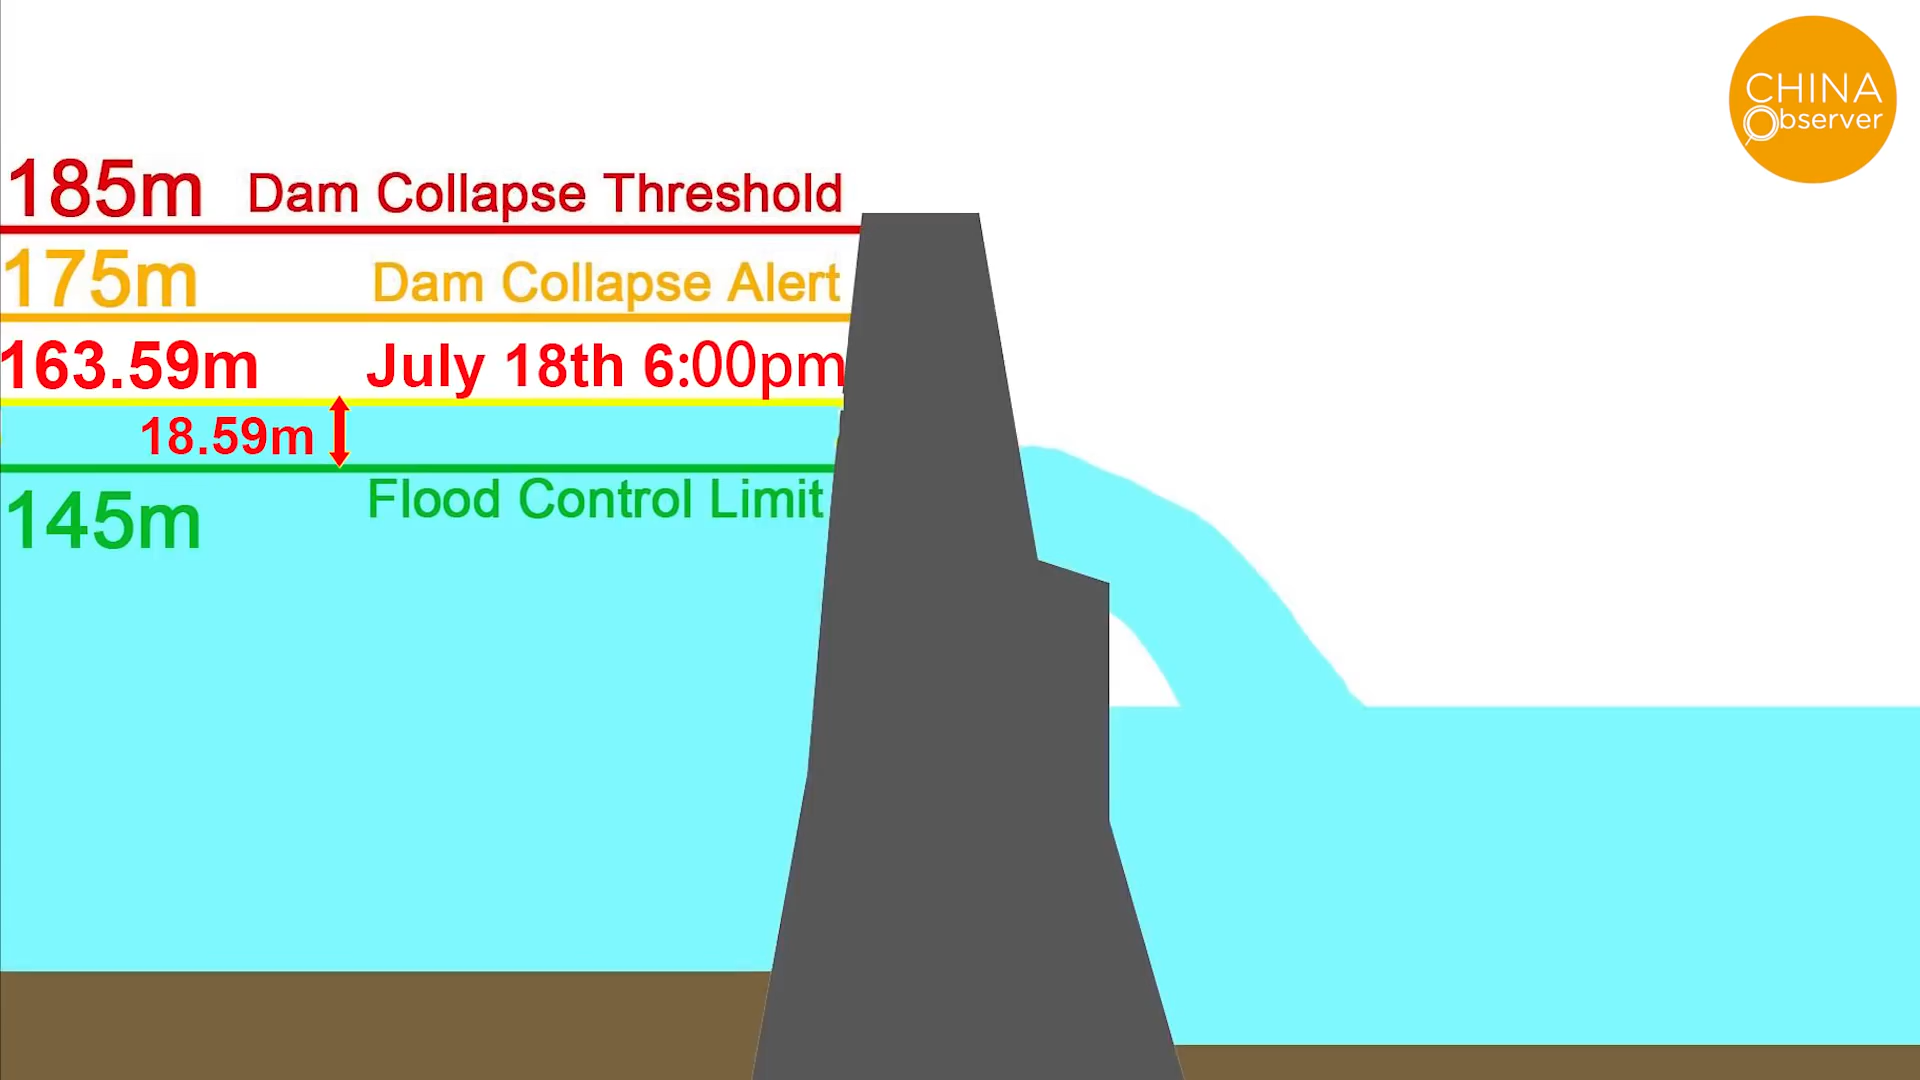 CHINA
Observer
185m Dam Collapse Threshold
175m Dam Collapse Alert
163.59m July 18th 6:00pm
18.59m
Flood Control Limit
145m